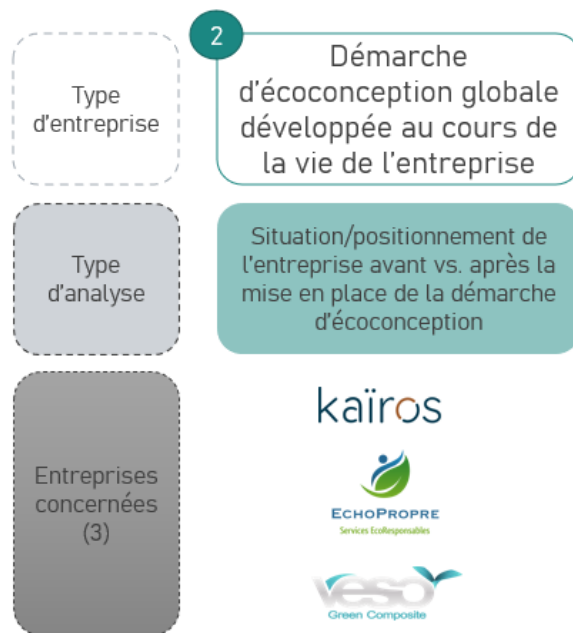 2
Type
d'entreprise
Démarche
d'écoconception globale
développée au cours de
la vie de l'entreprise
Type
d'analyse
Situation/positionnement de
l'entreprise avant vs. après la
mise en place de la démarche
d'écoconception
Entreprises
concernées
(3)
kaïros
ECHOPROPRE
Services EcoResponsables
veso
Green Composite